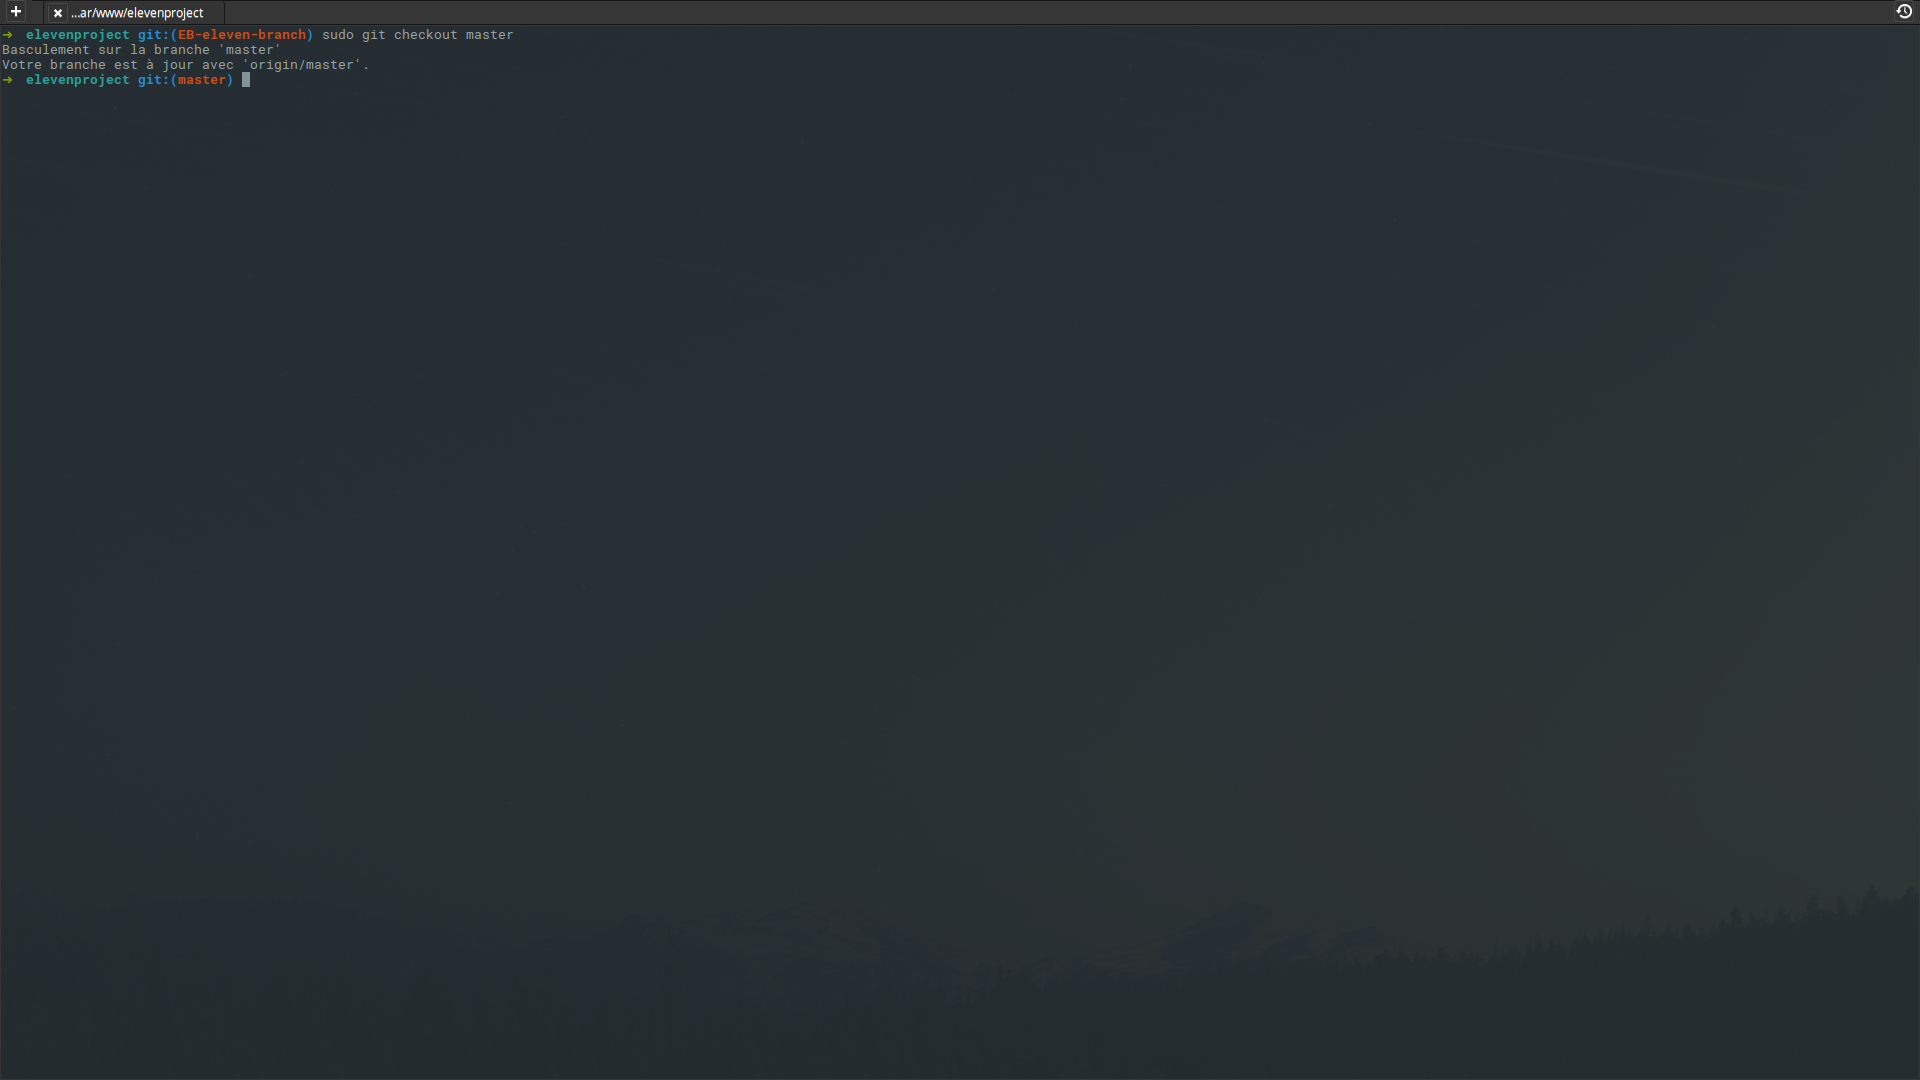 ...ar/www/elevenproject
➜ elevenproject git:(EB-eleven-branch) sudo git checkout master
Basculement sur la branche 'master'
Votre branche est à jour avec 'origin/master'.
➜ elevenproject git:(master)